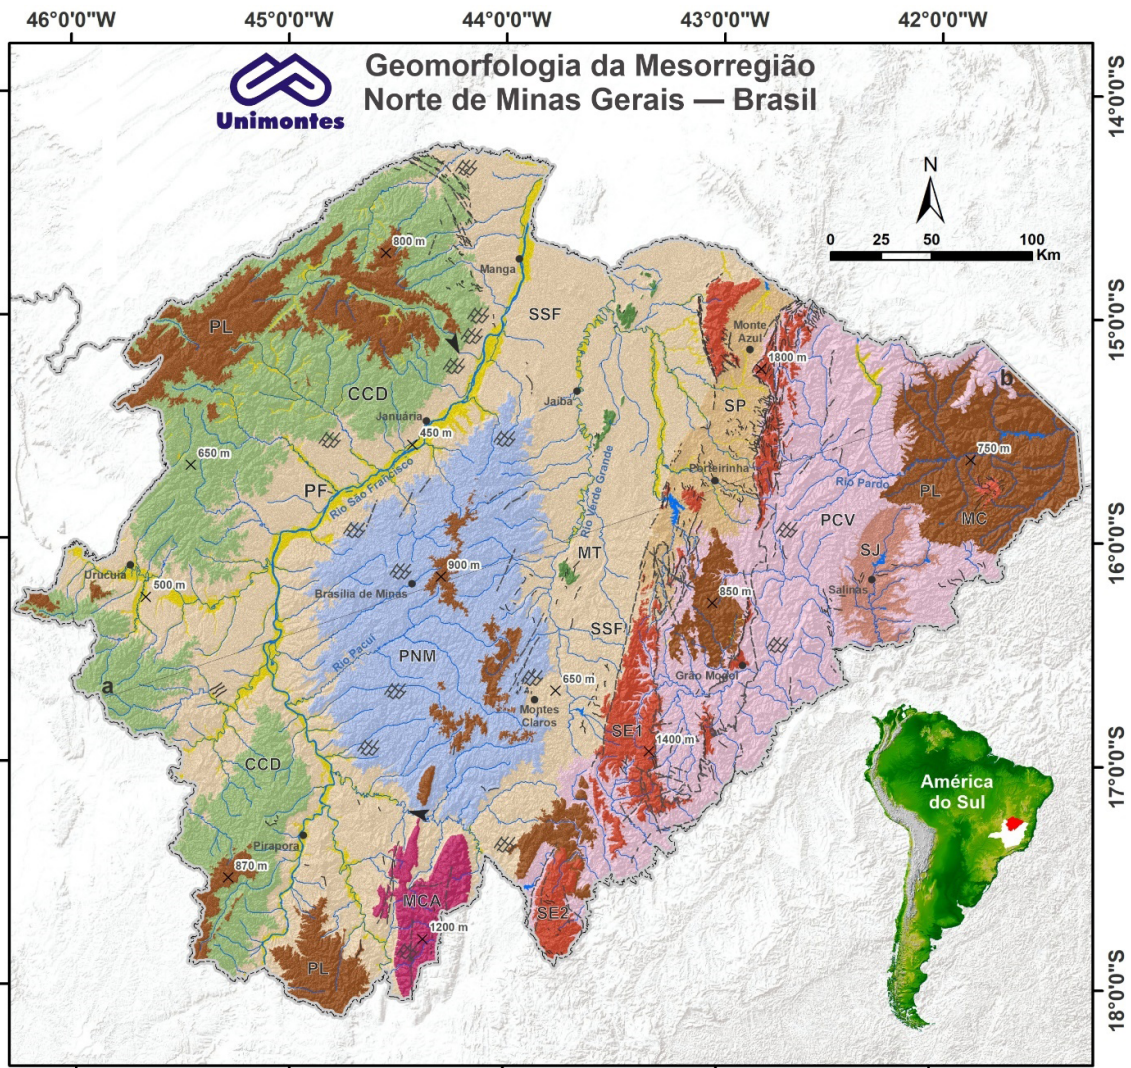 46°0'0"W 45°0'0"W 44°0'0"W 43°0'0"W 42°0'0"W
Geomorfologia da Mesorregião
Norte de Minas Gerais — Brasil
Unimontes
14°0'0"S
N
0 25 50 100
Km
800 m
Manga
SSF
PL
15°0'0"S
Monte
Azul
1800 m
b
CCD
Jaíba
SP
Januária
450 m
650 m
750 m
Porteirinha
Rio Verde Grande
Rio Pardo
PF
Rio São Francisco
PL
PCV
MC
16°0'0"S
MT
SJ
Urucuia
500 m
900 m
Brasília de Minas
850 m
Salinas
SSF
Rio Pacuí
PNM
650 m
Grão Mogol
a
Montes
Claros
SE1
1400 m
CCD
17°0'0"S
América
do Sul
Pirapora
870 m
MCA
SE2
1200 m
PL
18°0'0"S